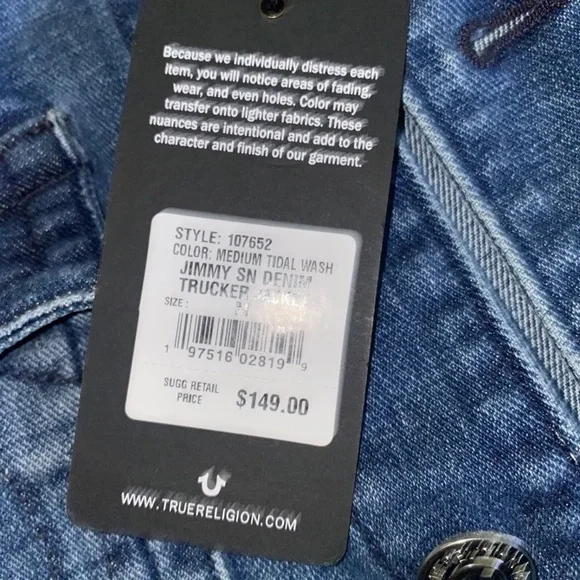 Because we individually distress each
item, you will notice areas of fading,
wear, and even holes. Color may
transfer onto lighter fabrics. These
nuances are intentional and add to the
character and finish of our garment.
STYLE: 107652
COLOR: MEDIUM TIDAL WASH
JIMMY SN DENIM
TRUCKER
SIZE :
1 97516 02819 9
SUGG RETAIL
PRICE
$149.00
WWW.TRUERELIGION.COM